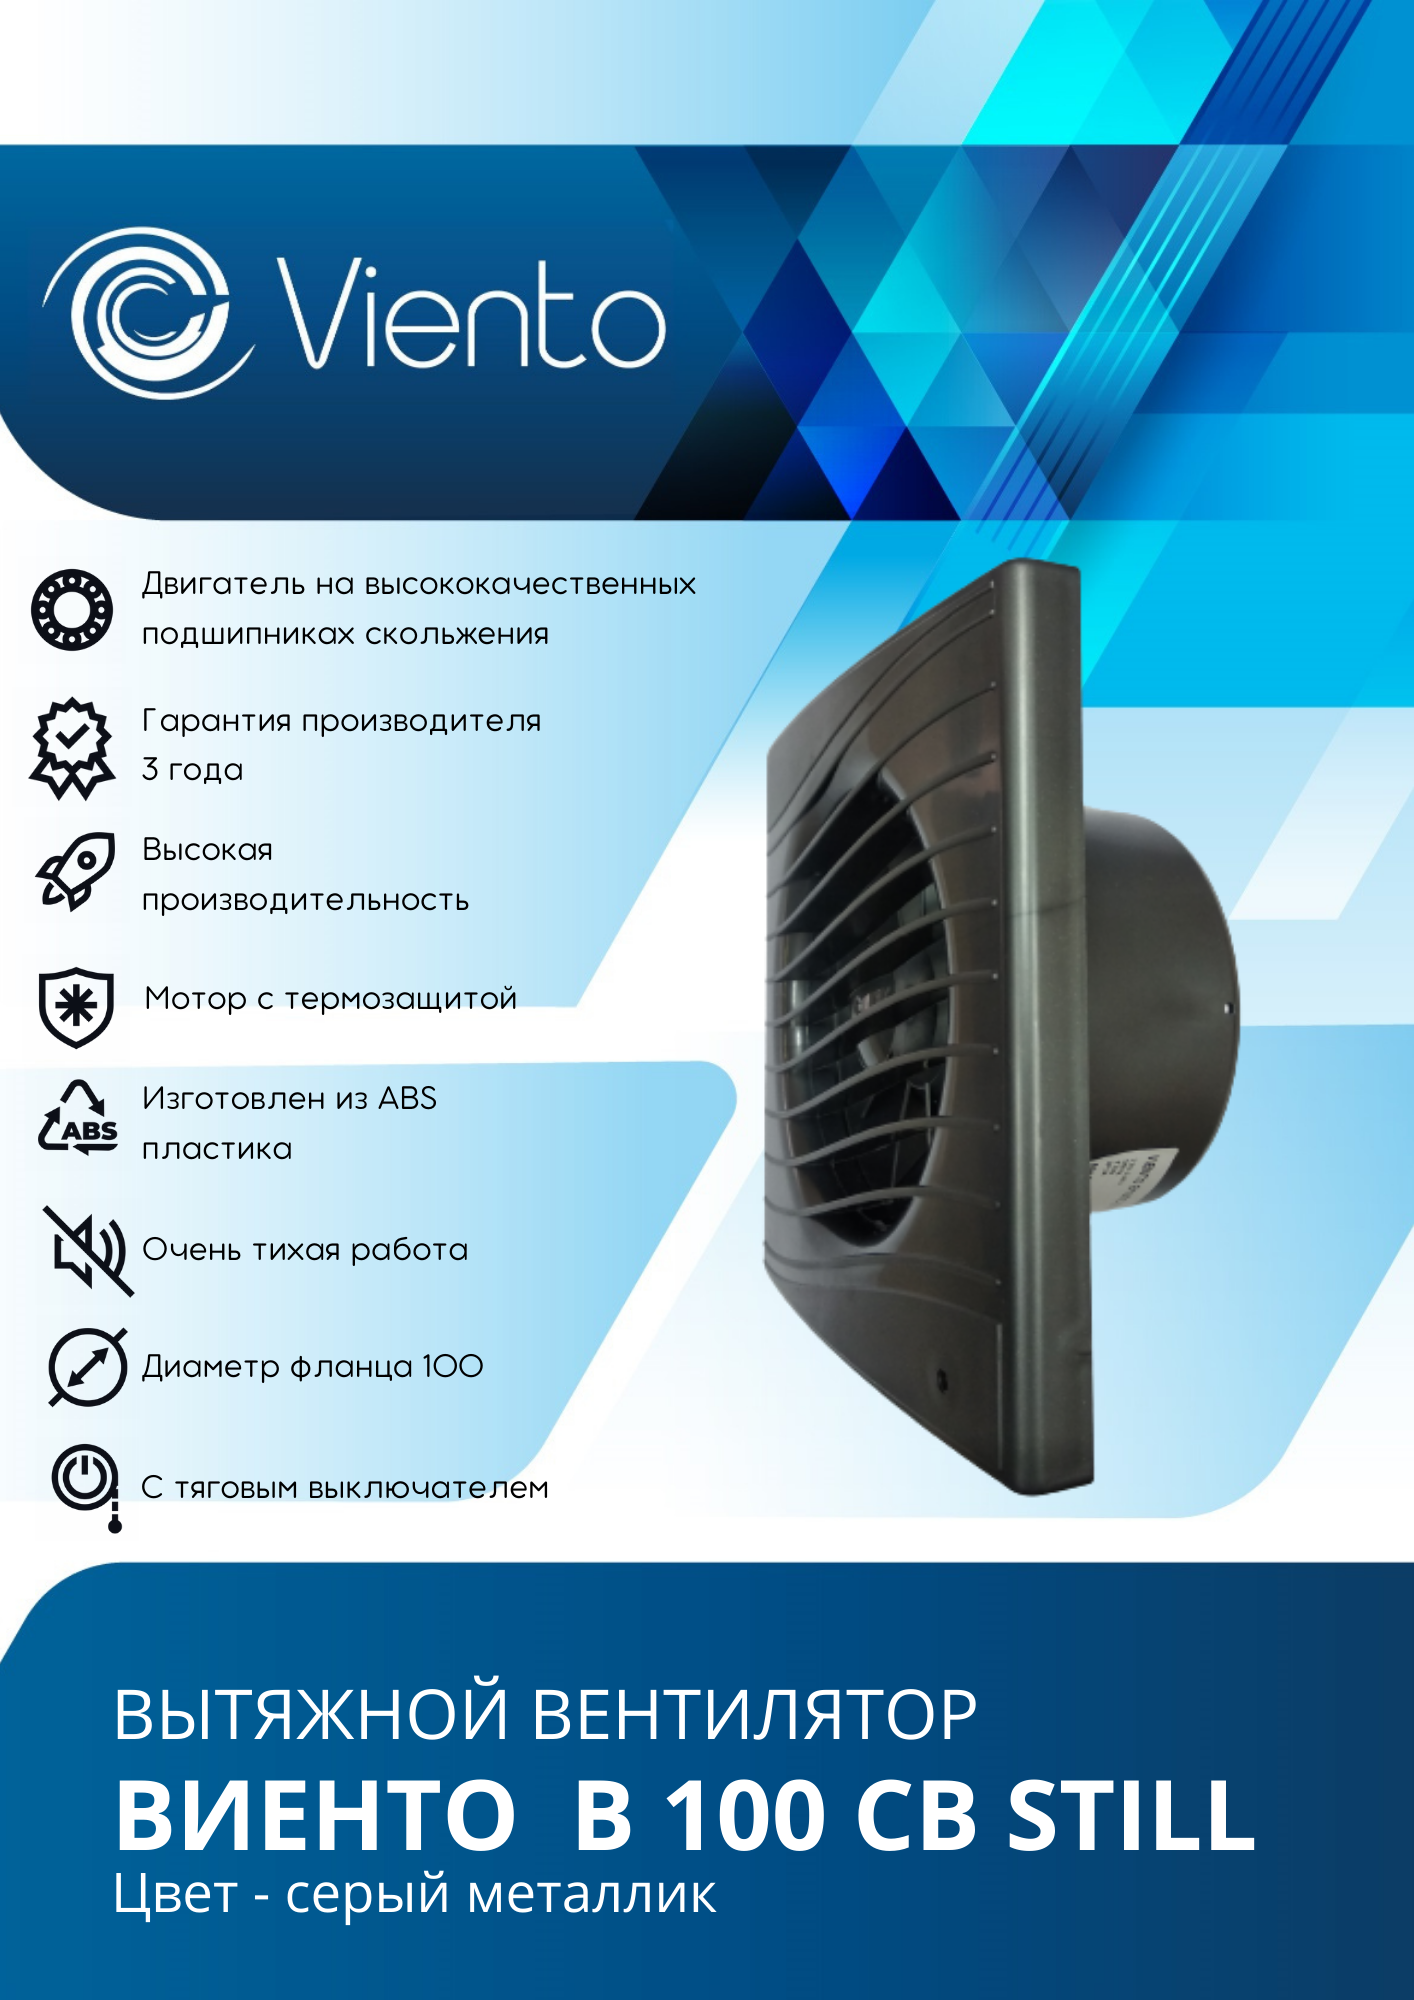 Viento
Двигатель на высококачественных
подшипниках скольжения
Гарантия производителя
3 года
Высокая
производительность
Мотор с термозащитой
ABS
Изготовлен из ABS
пластика
Очень тихая работа
Диаметр фланца 100
С тяговым выключателем
ВЫТЯЖНОЙ ВЕНТИЛЯТОР
ВИЕНТО В 100 СВ STILL
Цвет - серый металлик